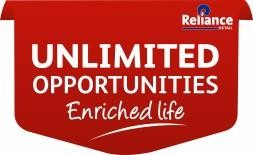 Reliance
RETAIL
UNLIMITED
OPPORTUNITIES
Enriched life